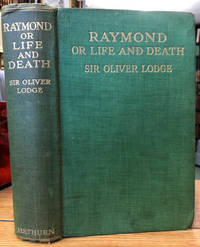 RAYMOND
OR
LIFE
AND
DEATH
SIR OLIVER
LODGE
METHUEN
RAYMOND
OR LIFE AND DEATH
SIR OLIVER LODGE